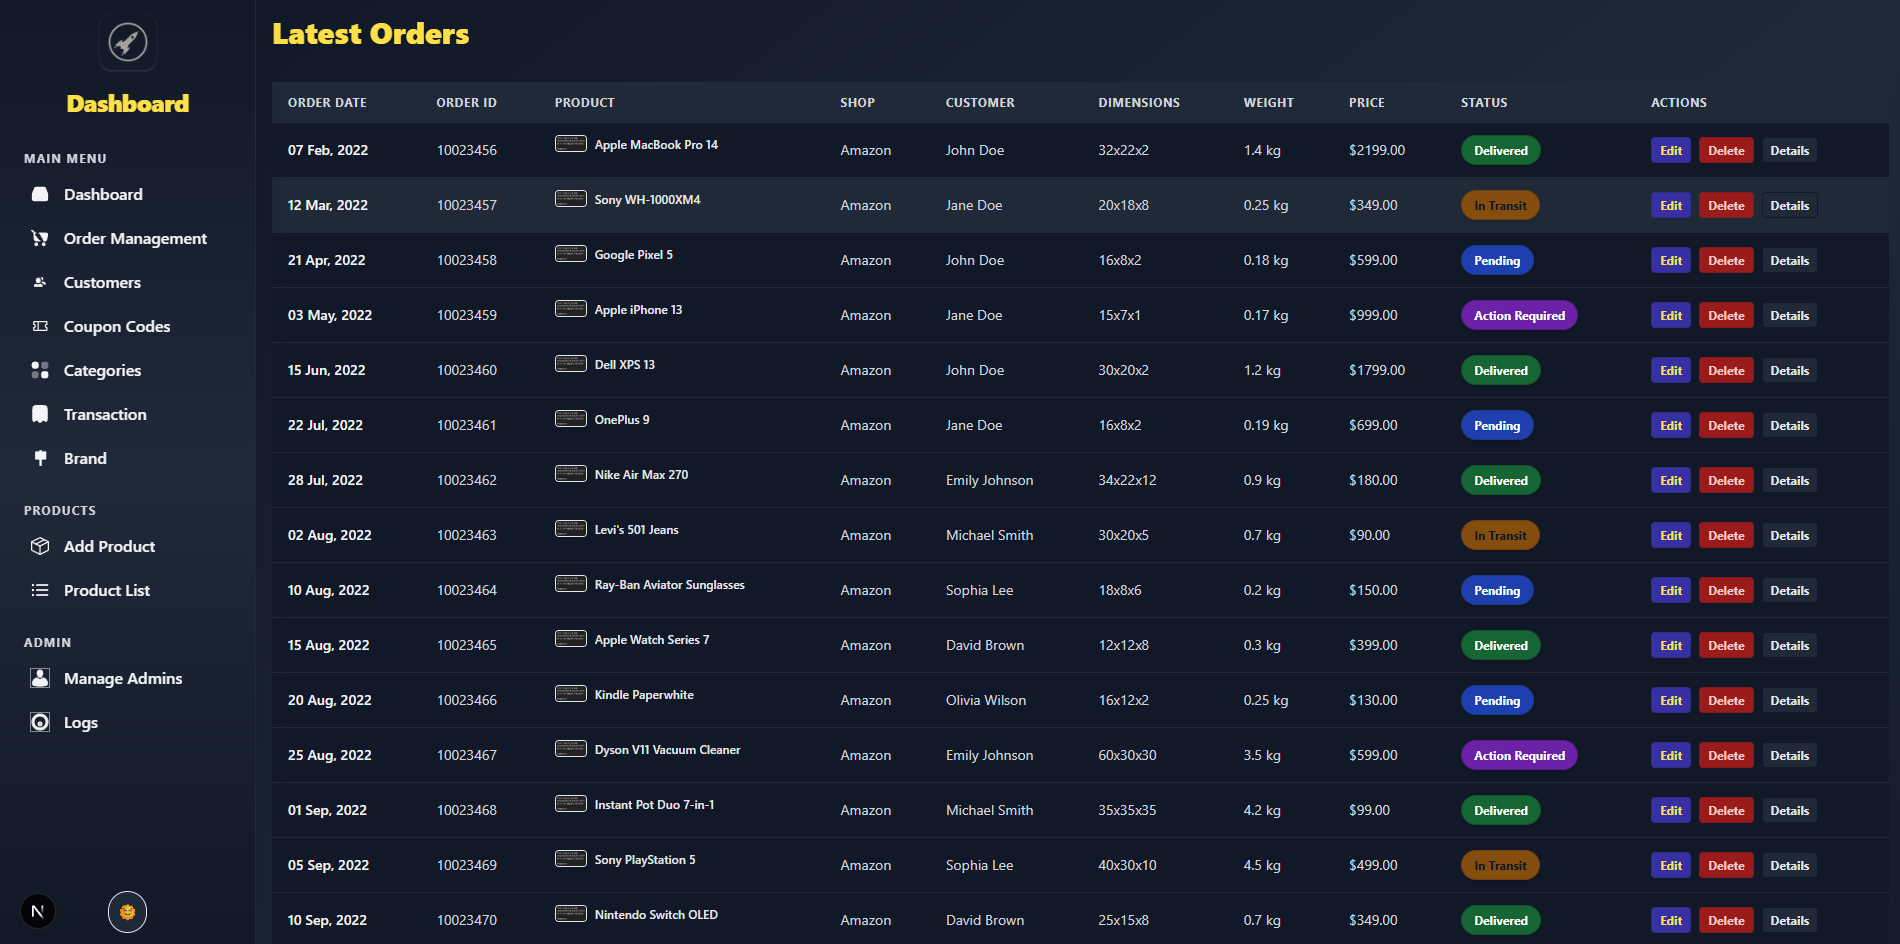 Dashboard
MAIN MENU
Dashboard
Order Management
Customers
Coupon Codes
Categories
Transaction
Brand
PRODUCTS
Add Product
Product List
ADMIN
Manage Admins
Logs
N
Latest Orders
ORDER DATE ORDER ID PRODUCT SHOP CUSTOMER DIMENSIONS WEIGHT PRICE STATUS ACTIONS
07 Feb, 2022 10023456 Apple MacBook Pro 14 Amazon John Doe 32x22x2 1.4 kg $2199.00 Delivered Edit Delete Details
12 Mar, 2022 10023457 Sony WH-1000XM4 Amazon Jane Doe 20x18x8 0.25 kg $349.00 In Transit Edit Delete Details
21 Apr, 2022 10023458 Google Pixel 5 Amazon John Doe 16x8x2 0.18 kg $599.00 Pending Edit Delete Details
03 May, 2022 10023459 Apple iPhone 13 Amazon Jane Doe 15x7x1 0.17 kg $999.00 Action Required Edit Delete Details
15 Jun, 2022 10023460 Dell XPS 13 Amazon John Doe 30x20x2 1.2 kg $1799.00 Delivered Edit Delete Details
22 Jul, 2022 10023461 OnePlus 9 Amazon Jane Doe 16x8x2 0.19 kg $699.00 Pending Edit Delete Details
28 Jul, 2022 10023462 Nike Air Max 270 Amazon Emily Johnson 34x22x12 0.9 kg $180.00 Delivered Edit Delete Details
02 Aug, 2022 10023463 Levi's 501 Jeans Amazon Michael Smith 30x20x5 0.7 kg $90.00 In Transit Edit Delete Details
10 Aug, 2022 10023464 Ray-Ban Aviator Sunglasses Amazon Sophia Lee 18x8x6 0.2 kg $150.00 Pending Edit Delete Details
15 Aug, 2022 10023465 Apple Watch Series 7 Amazon David Brown 12x12x8 0.3 kg $399.00 Delivered Edit Delete Details
20 Aug, 2022 10023466 Kindle Paperwhite Amazon Olivia Wilson 16x12x2 0.25 kg $130.00 Pending Edit Delete Details
25 Aug, 2022 10023467 Dyson V11 Vacuum Cleaner Amazon Emily Johnson 60x30x30 3.5 kg $599.00 Action Required Edit Delete Details
01 Sep, 2022 10023468 Instant Pot Duo 7-in-1 Amazon Michael Smith 35x35x35 4.2 kg $99.00 Delivered Edit Delete Details
05 Sep, 2022 10023469 Sony PlayStation 5 Amazon Sophia Lee 40x30x10 4.5 kg $499.00 In Transit Edit Delete Details
10 Sep, 2022 10023470 Nintendo Switch OLED Amazon David Brown 25x15x8 0.7 kg $349.00 Delivered Edit Delete Details